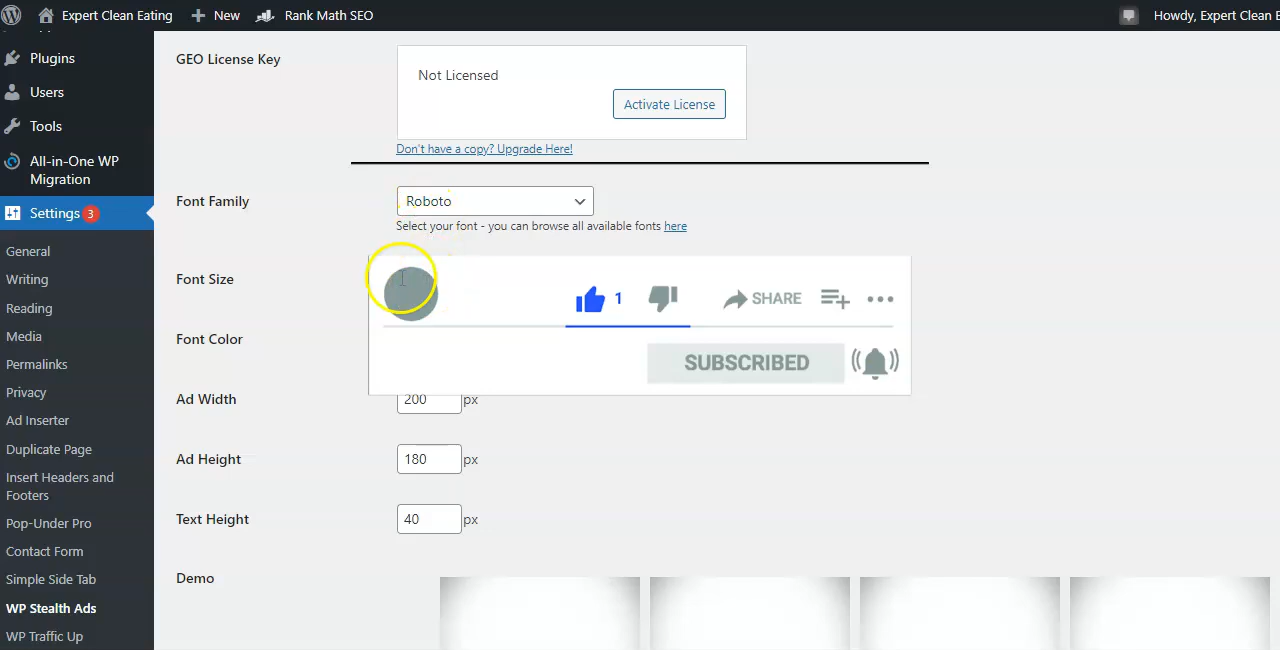 Expert Clean Eating New Rank Math SEO Howdy, Expert Clean E
Plugins
Users
Tools
All-in-One WP
Migration
Settings 3
General
Writing
Reading
Media
Permalinks
Privacy
Ad Inserter
Duplicate Page
Insert Headers and
Footers
Pop-Under Pro
Contact Form
Simple Side Tab
WP Stealth Ads
WP Traffic Up
GEO License Key
Not Licensed
Activate License
Don't have a copy? Upgrade Here!
Font Family
Roboto
Select your font - you can browse all available fonts here
Font Size
1 SHARE
Font Color
SUBSCRIBED
Ad Width
200 px
Ad Height
180 px
Text Height
40 px
Demo